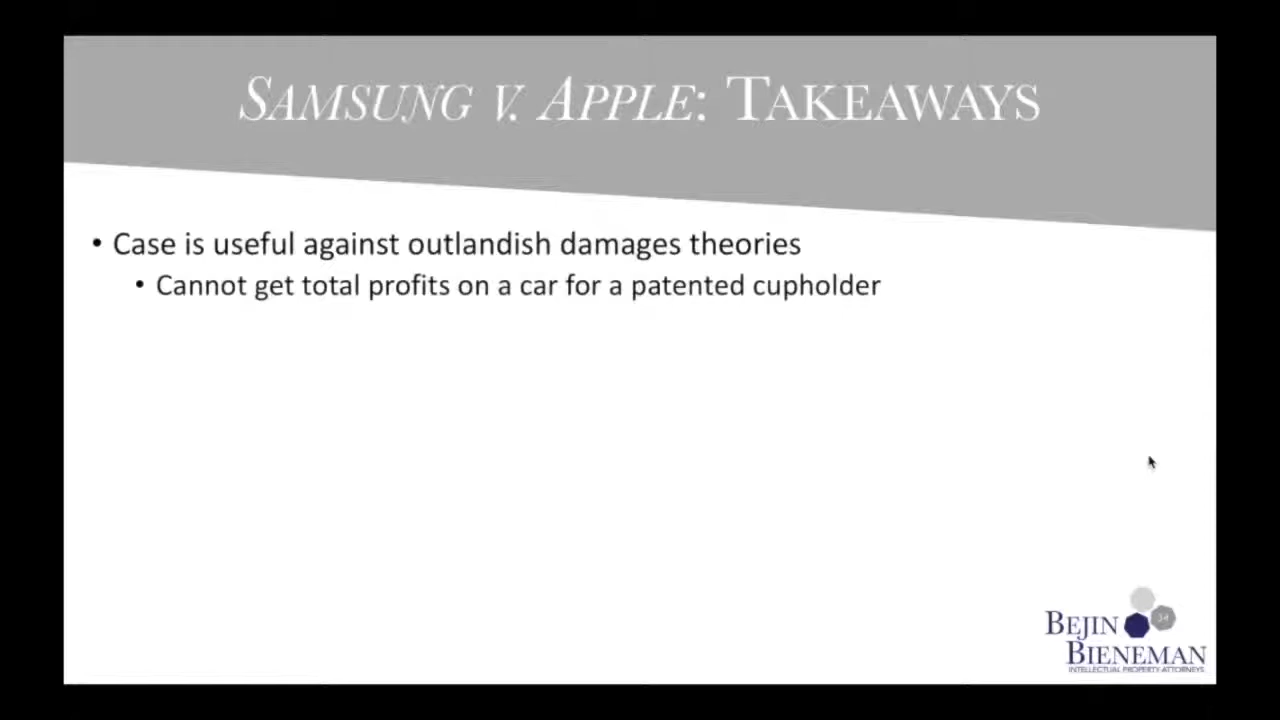 SAMSUNG V. APPLE: TAKEAWAYS
• Case is useful against outlandish damages theories
• Cannot get total profits on a car for a patented cupholder
34
BEJIN
BIENEMAN
INTELLECTUAL PROPERTY ATTORNEYS